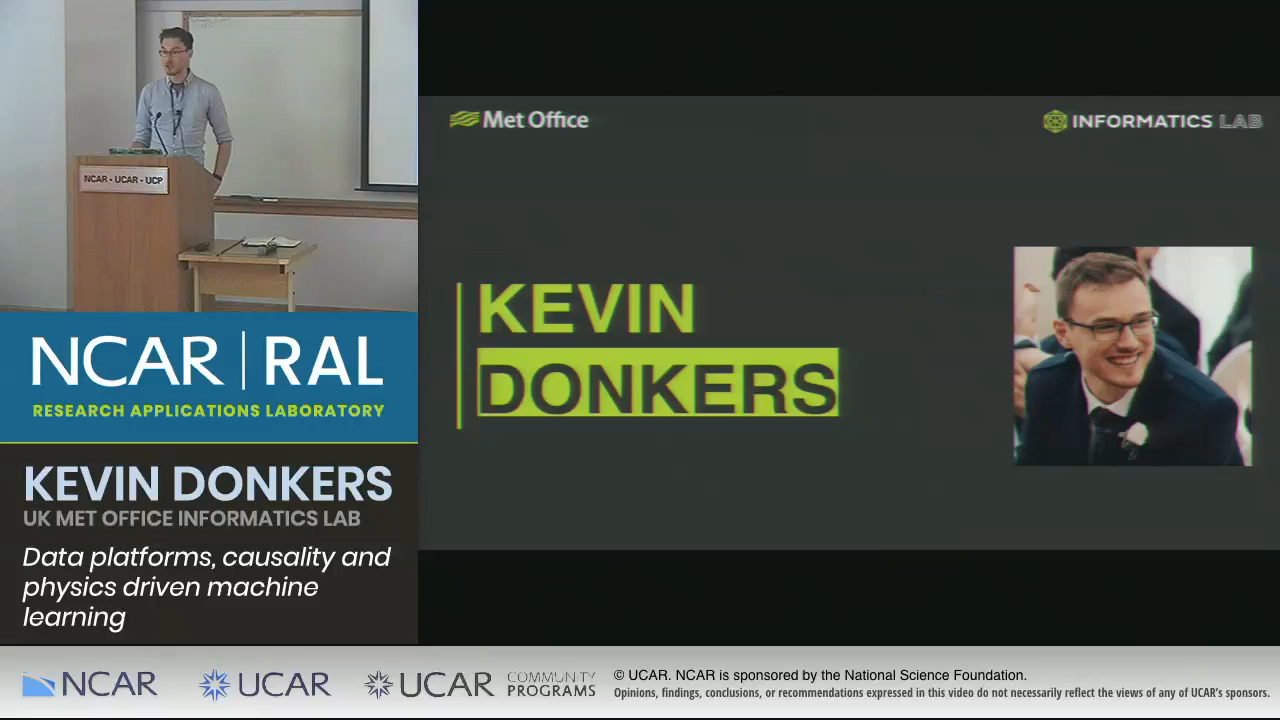 NCAR - UCAR - UCP
NCAR | RAL
RESEARCH APPLICATIONS LABORATORY
KEVIN DONKERS
UK MET OFFICE INFORMATICS LAB
Data platforms, causality and
physics driven machine
learning
Met Office
INFORMATICS LAB
KEVIN
DONKERS
NCAR
UCAR
UCAR
COMMUNITY
PROGRAMS
© UCAR. NCAR is sponsored by the National Science Foundation.
Opinions, findings, conclusions, or recommendations expressed in this video do not necessarily reflect the views of any of UCAR's sponsors.